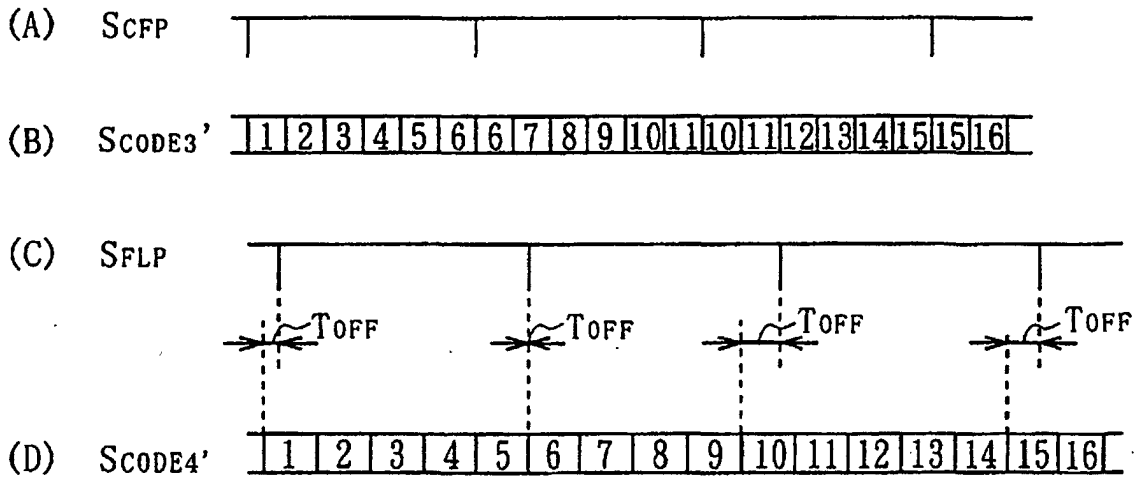 (A) SCFP
(B) SCODE3' 1 2 3 4 5 6 6 7 8 9 10 11 10 11 12 13 14 15 15 16
(C) SFLP
TOFF TOFF TOFF TOFF
(D) SCODE4' 1 2 3 4 5 6 7 8 9 10 11 12 13 14 15 16